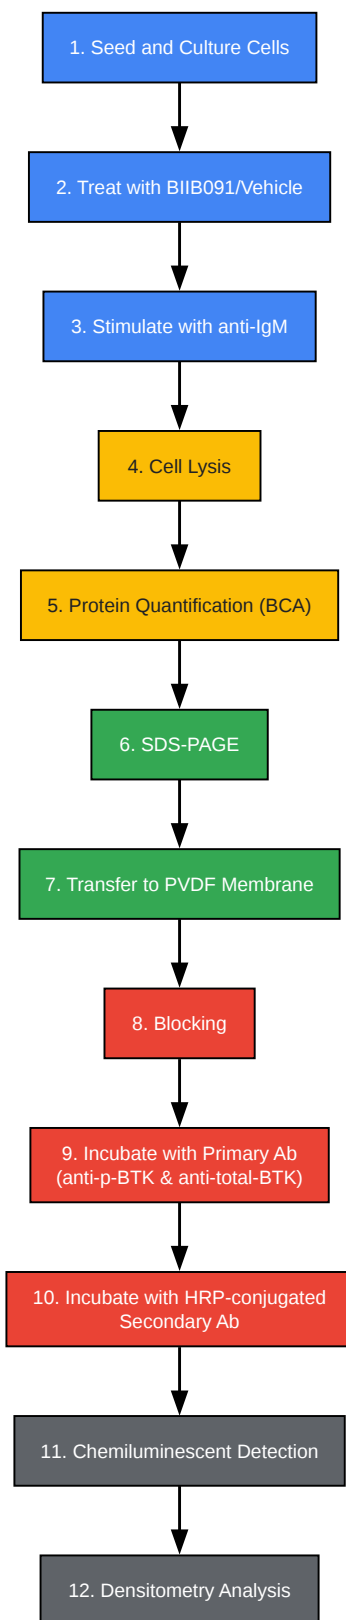 1. Seed and Culture Cells
2. Treat with BIIB091/Vehicle
3. Stimulate with anti-IgM
4. Cell Lysis
5. Protein Quantification (BCA)
6. SDS-PAGE
7. Transfer to PVDF Membrane
8. Blocking
9. Incubate with Primary Ab
(anti-p-BTK & anti-total-BTK)
10. Incubate with HRP-conjugated
Secondary Ab
11. Chemiluminescent Detection
12. Densitometry Analysis